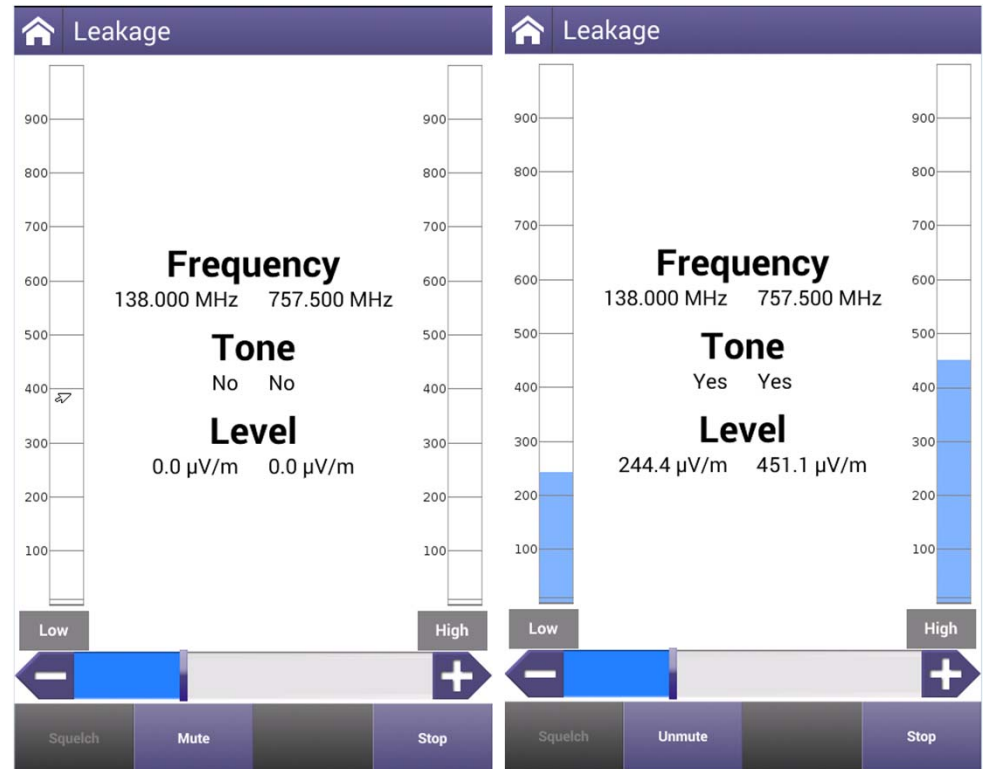 Leakage
900
800
700
600
500
400
300
200
100
Frequency
138.000 MHz 757.500 MHz
Tone
No No
Level
0.0 µV/m 0.0 µV/m
900
800
700
600
500
400
300
200
100
Low High
Squelch Mute Stop
Leakage
900
800
700
600
500
400
300
200
100
Frequency
138.000 MHz 757.500 MHz
Tone
Yes Yes
Level
244.4 µV/m 451.1 µV/m
900
800
700
600
500
400
300
200
100
Low High
Squelch Unmute Stop